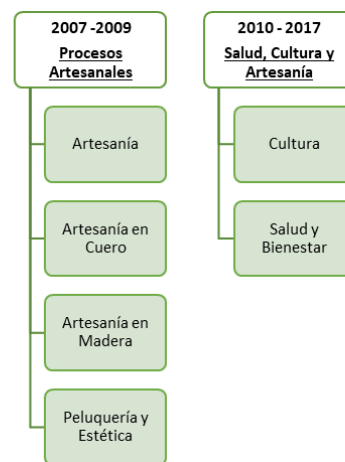 2007 -2009
Procesos
Artesanales
Artesanía
Artesanía en
Cuero
Artesanía en
Madera
Peluquería y
Estética
2010 - 2017
Salud, Cultura y
Artesanía
Cultura
Salud y
Bienestar